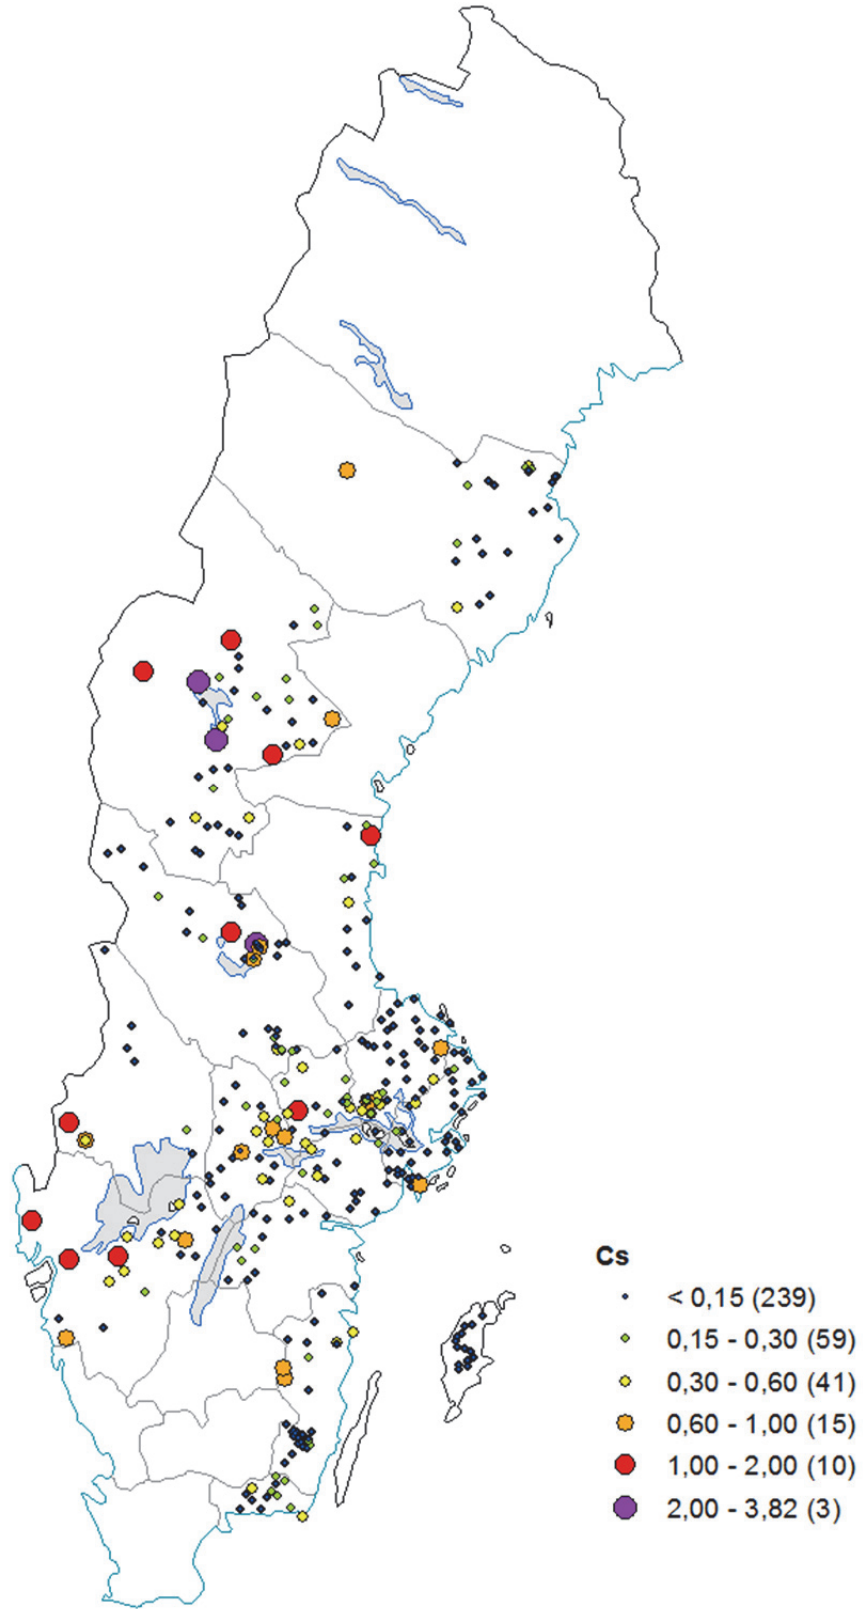 Cs
< 0,15 (239)
0,15 - 0,30 (59)
0,30 - 0,60 (41)
0,60 - 1,00 (15)
1,00 - 2,00 (10)
2,00 - 3,82 (3)